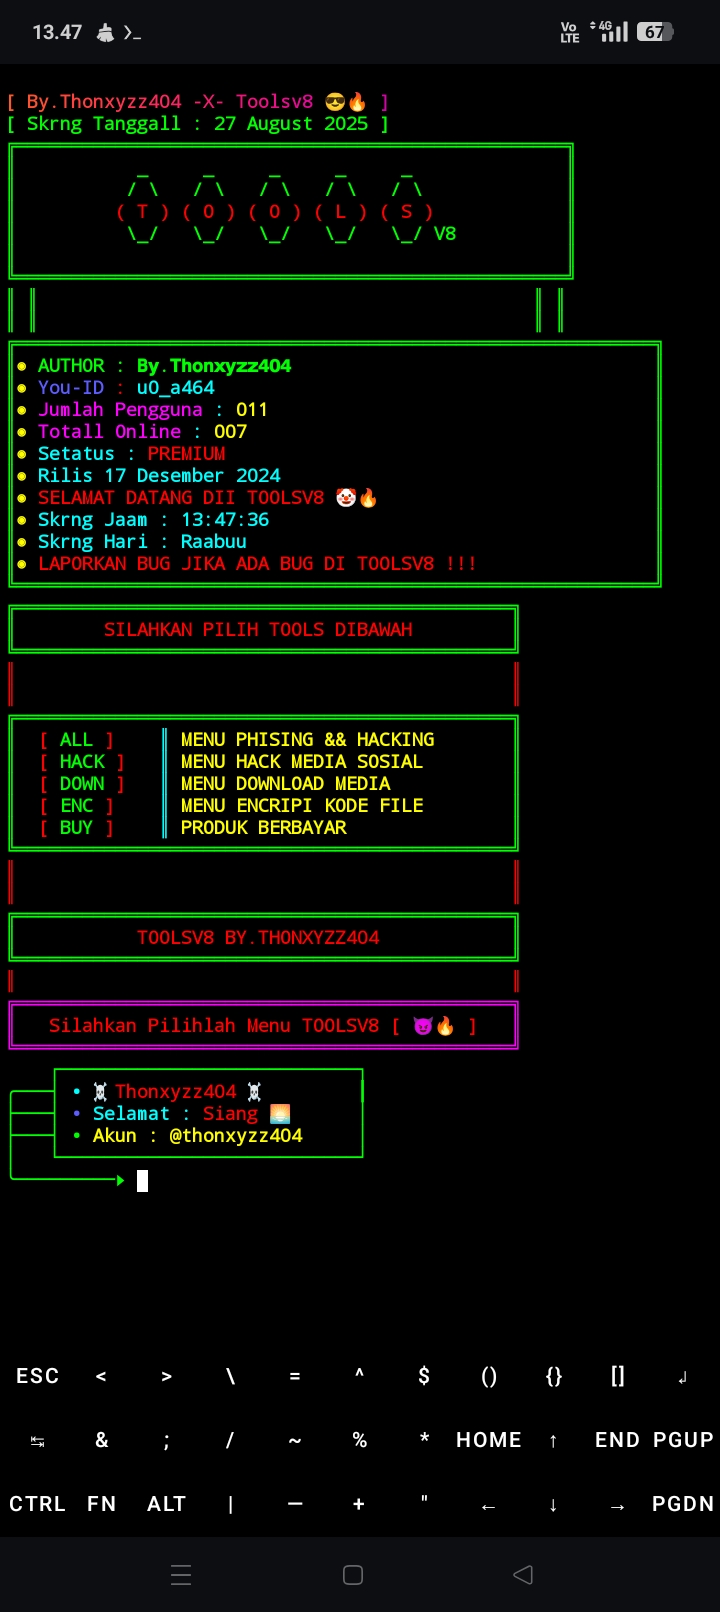 13.47
Vo LTE 4G 67
[ By.Thonxyzz404 -X- Toolsv8 😎🔥 ]
[ Skrng Tanggall : 27 August 2025 ]
( T ) ( O ) ( O ) ( L ) ( S )
V8
◉ AUTHOR : By.Thonxyzz404
◉ You-ID : u0_a464
◉ Jumlah Pengguna : 011
◉ Totall Online : 007
◉ Setatus : PREMIUM
◉ Rilis 17 Desember 2024
◉ SELAMAT DATANG DII TOOLSV8 🤡🔥
◉ Skrng Jaam : 13:47:36
◉ Skrng Hari : Raabuu
◉ LAPORKAN BUG JIKA ADA BUG DI TOOLSV8 !!!
SILAHKAN PILIH TOOLS DIBAWAH
[ ALL ] ║ MENU PHISING && HACKING
[ HACK ] ║ MENU HACK MEDIA SOSIAL
[ DOWN ] ║ MENU DOWNLOAD MEDIA
[ ENC ] ║ MENU ENCRIPI KODE FILE
[ BUY ] ║ PRODUK BERBAYAR
TOOLSV8 BY.THONXYZZ404
Silahkan Pilihlah Menu TOOLSV8 [ 😈🔥 ]
• ☠️ Thonxyzz404 ☠️
• Selamat : Siang 🌅
• Akun : @thonxyzz404
ESC < > \ = ^ $ () {} [] ↲
↹ & ; / ~ % * HOME ↑ END PGUP
CTRL FN ALT | — + " ← ↓ → PGDN